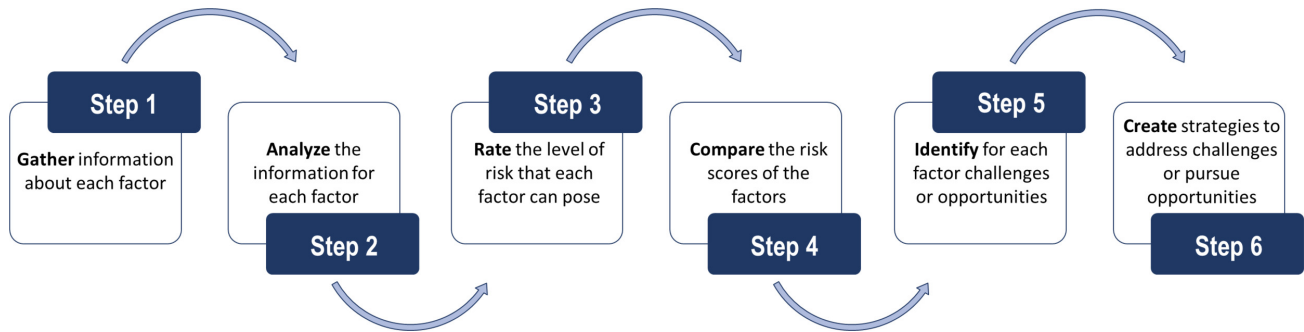 Step 1
Gather information
about each factor
Analyze the
information for
each factor
Step 2
Step 3
Rate the level of
risk that each
factor can pose
Compare the risk
scores of the
factors
Step 4
Step 5
Identify for each
factor challenges
or opportunities
Create strategies to
address challenges
or pursue
opportunities
Step 6